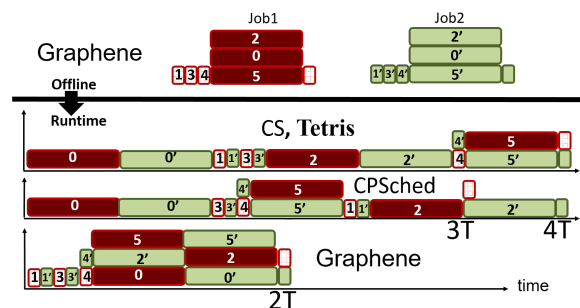 Job1 Job2
Graphene
2 2'
0 0'
1 3 4 5 1' 3' 4' 5'
Offline
Runtime
CS, Tetris
4' 5
0 0' 1 1' 3 3' 2 2' 4 5'
4' 5 CPSched
0 0' 3 3' 4 5' 1 1' 2 2'
3T 4T
5 5'
4' 2' 2 Graphene
1 1' 3 3' 4 0 0'
2T time